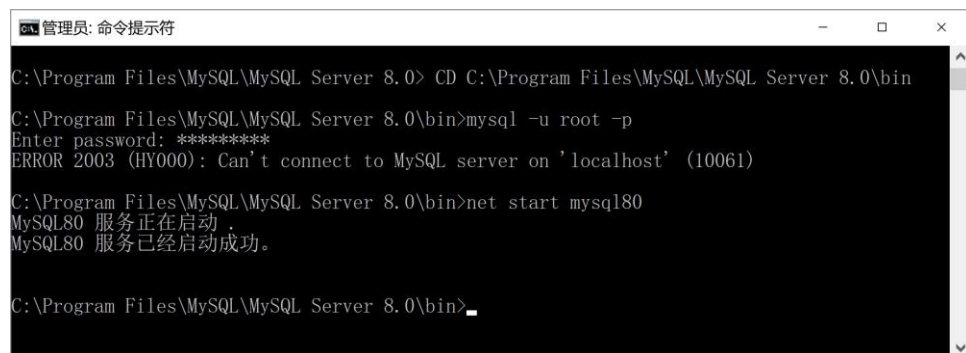 管理员: 命令提示符
C:\Program Files\MySQL\MySQL Server 8.0> CD C:\Program Files\MySQL\MySQL Server 8.0\bin
C:\Program Files\MySQL\MySQL Server 8.0\bin>mysql -u root -p
Enter password: *********
ERROR 2003 (HY000): Can't connect to MySQL server on 'localhost' (10061)
C:\Program Files\MySQL\MySQL Server 8.0\bin>net start mysql80
MySQL80 服务正在启动 .
MySQL80 服务已经启动成功。
C:\Program Files\MySQL\MySQL Server 8.0\bin>